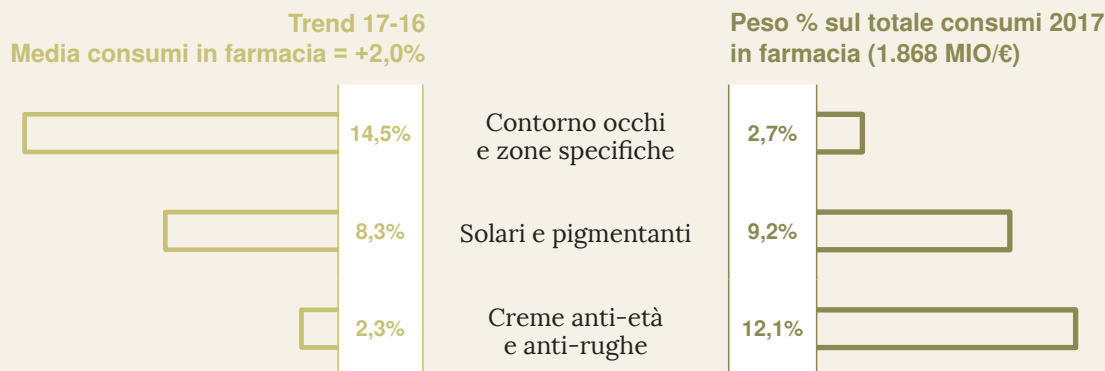 Trend 17-16
Media consumi in farmacia = +2,0%
Peso % sul totale consumi 2017
in farmacia (1.868 MIO/€)
14,5%
Contorno occhi
e zone specifiche
2,7%
8,3%
Solari e pigmentanti
9,2%
2,3%
Creme anti-età
e anti-rughe
12,1%